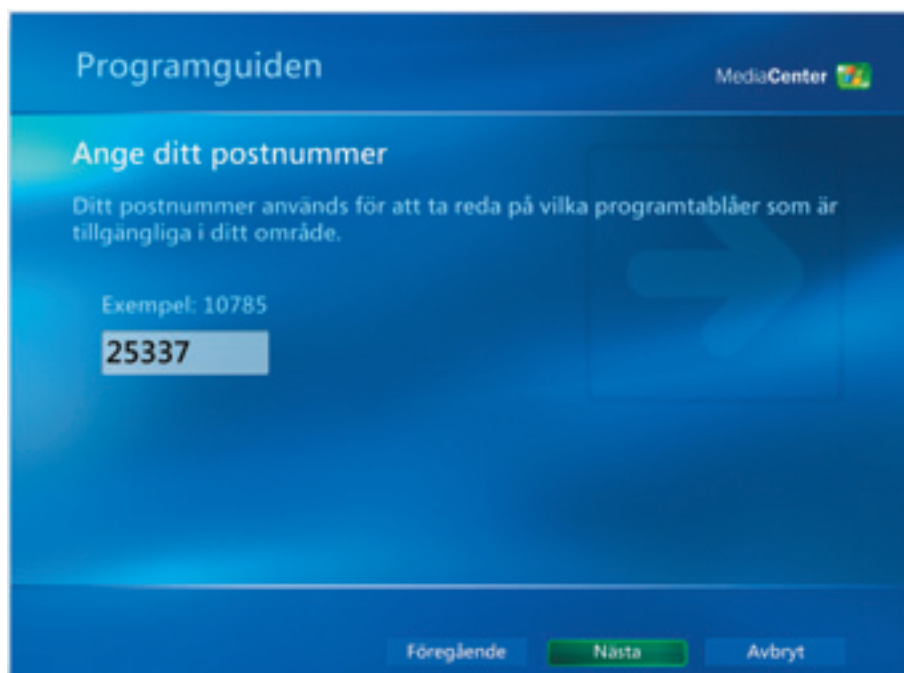 Programguiden
MediaCenter
Ange ditt postnummer
Ditt postnummer används för att ta reda på vilka programtablåer som är
tillgängliga i ditt område.
Exempel: 10785
25337
Föregående Nästa Avbryt